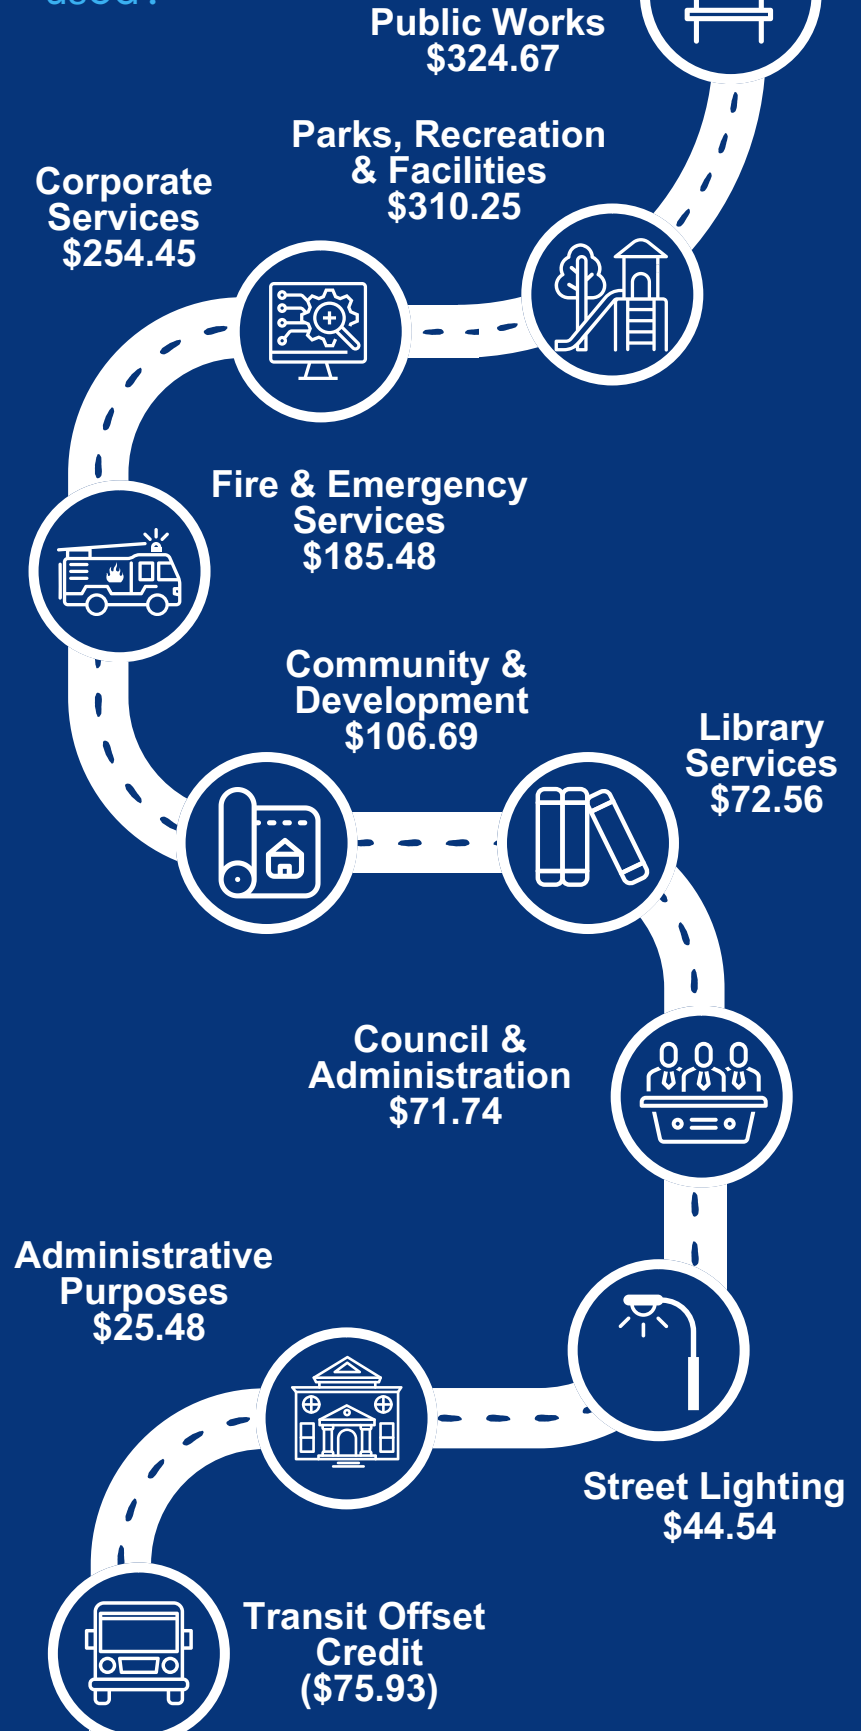 used?
Public Works
$324.67
Parks, Recreation
& Facilities
$310.25
Corporate
Services
$254.45
Fire & Emergency
Services
$185.48
Community &
Development
$106.69
Library
Services
$72.56
Council &
Administration
$71.74
Administrative
Purposes
$25.48
Street Lighting
$44.54
Transit Offset
Credit
($75.93)